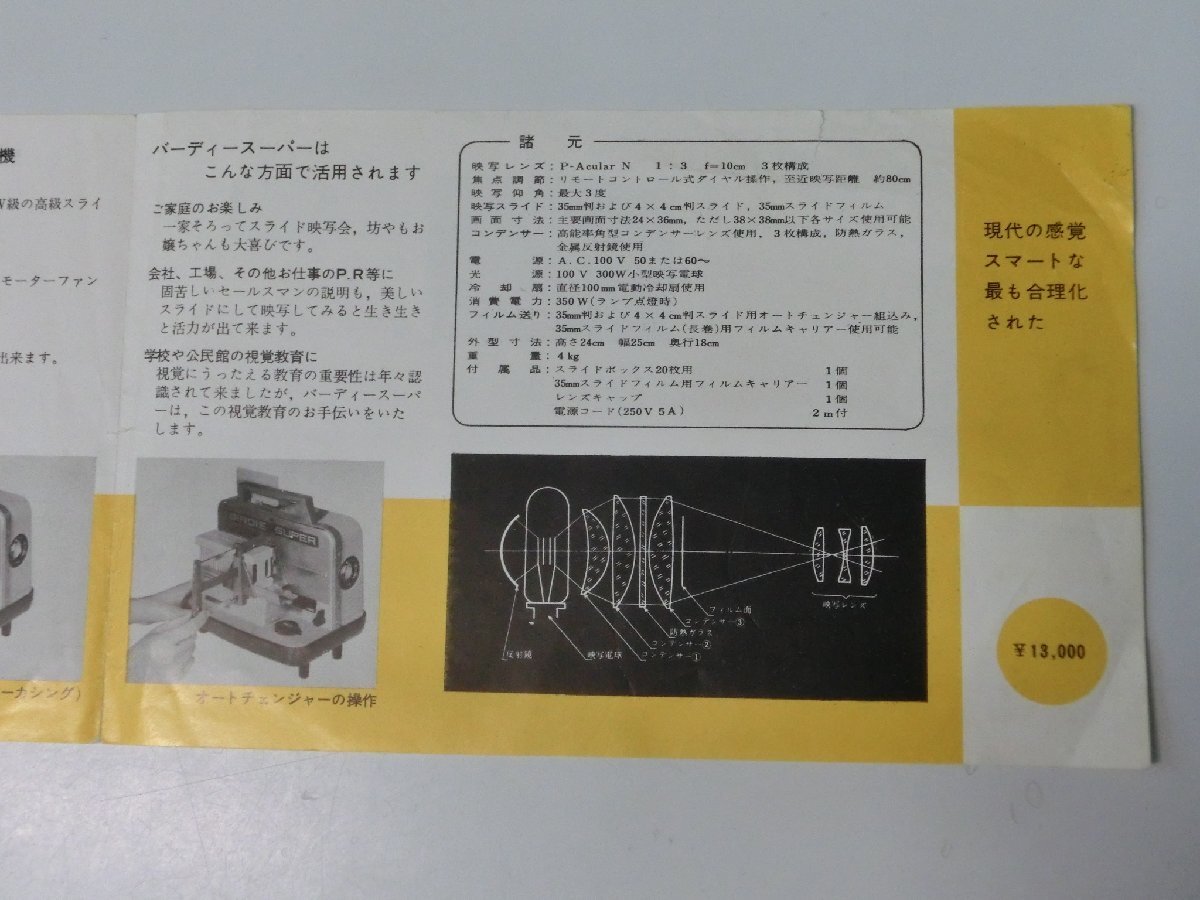 機
W級の高級スライ
モーターファン
出来ます。
ーカシング)
バーディースーパーは
こんな方面で活用されます
ご家庭のお楽しみ
一家そろってスライド映写会,坊やもお
嬢ちゃんも大喜びです。
会社、工場、その他お仕事のP.R等に
固苦しいセールスマンの説明も,美しい
スライドにして映写してみると生き生き
と活力が出て来ます。
学校や公民館の視覚教育に
視覚にうったえる教育の重要性は年々認
識されて来ましたが,バーディースーパ
ーは,この視覚教育のお手伝いをいた
します。
BIRDIE SUPER
オートチェンジャーの操作
諸元
映写レンズ:P-Acular N 1:3 f=10cm 3枚構成
焦点調節:リモートコントロール式ダイヤル操作,至近映写距離 約80cm
映写仰角:最大3度
映写スライド:35mm判および4×4cm判スライド,35mmスライドフィルム
画面寸法:主要画面寸法24×36mm,ただし38×38mm以下各サイズ使用可能
コンデンサー:高能率角型コンデンサーレンズ使用,3枚構成,防熱ガラス,
金属反射鏡使用
電源:A.C.100V 50または60〜
光源:100V 300W小型映写電球
冷却扇:直径100mm電動冷却扇使用
消費電力:350W(ランプ点燈時)
フィルム送り:35mm判および4×4cm判スライド用オートチェンジャー組込み,
35mmスライドフィルム(長巻)用フィルムキャリアー使用可能
外型寸法:高さ24cm 幅25cm 奥行18cm
重量:4kg
付属品:スライドボックス20枚用 1個
35mmスライドフィルム用フィルムキャリアー 1個
レンズキャップ 1個
電源コード(250V 5A) 2m付
反射鏡
映写電球
コンデンサー①
コンデンサー②
防熱ガラス
コンデンサー③
フィルム面
映写レンズ
現代の感覚
スマートな
最も合理化
された
¥13,000